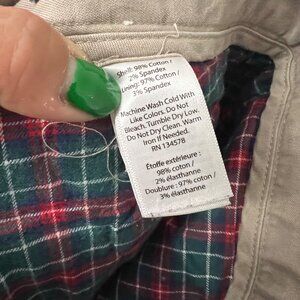 Shell: 98% Cotton /
2% Spandex
Lining: 97% Cotton /
3% Spandex
Machine Wash Cold With
Like Colors. Do Not
Bleach. Tumble Dry Low.
Do Not Dry Clean. Warm
Iron If Needed.
RN 134578
Étoffe extérieure :
98% coton /
2% élasthanne
Doublure : 97% coton /
3% élasthanne